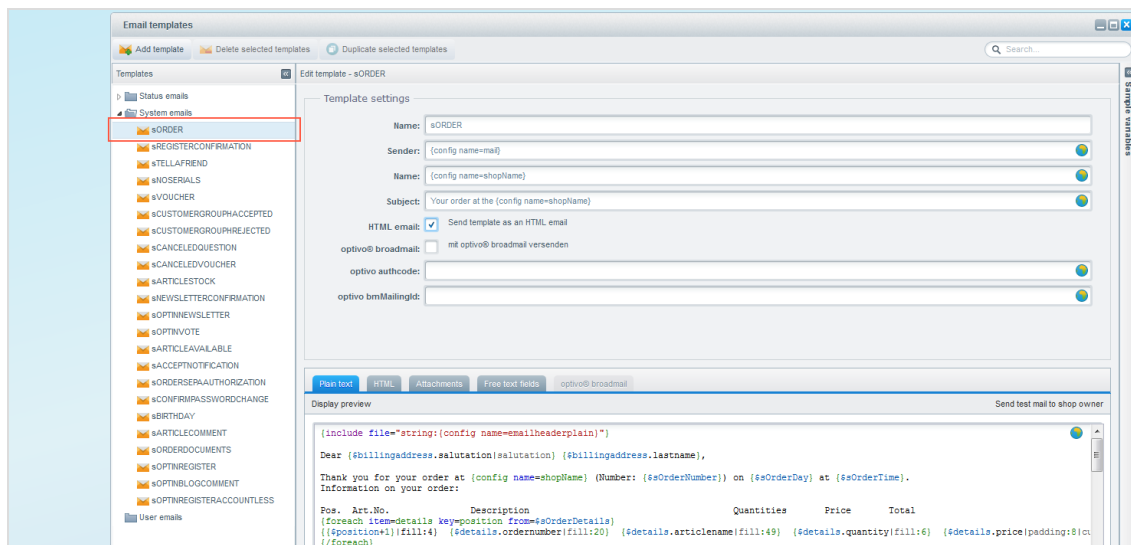 Email templates
Add template Delete selected templates Duplicate selected templates Search...
Templates
Edit template - sORDER
Sample variables
Status emails
System emails
sORDER
sREGISTERCONFIRMATION
sTELLAFRIEND
sNOSERIALS
sVOUCHER
sCUSTOMERGROUPHACCEPTED
sCUSTOMERGROUPHREJECTED
sCANCELEDQUESTION
sCANCELEDVOUCHER
sARTICLESTOCK
sNEWSLETTERCONFIRMATION
sOPTINNEWSLETTER
sOPTINVOTE
sARTICLEAVAILABLE
sACCEPTNOTIFICATION
sORDERSEPAAUTHORIZATION
sCONFIRMPASSWORDCHANGE
sBIRTHDAY
sARTICLECOMMENT
sORDERDOCUMENTS
sOPTINREGISTER
sOPTINBLOGCOMMENT
sOPTINREGISTERACCOUNTLESS
User emails
Template settings
Name: sORDER
Sender: {config name=mail}
Name: {config name=shopName}
Subject: Your order at the {config name=shopName}
HTML email: Send template as an HTML email
optivo® broadmail: mit optivo® broadmail versenden
optivo authcode:
optivo bmMailingId:
Plain text HTML Attachments Free text fields optivo® broadmail
Display preview Send test mail to shop owner
{include file="string:{config name=emailheaderplain}"}
Dear {$billingaddress.salutation|salutation} {$billingaddress.lastname},
Thank you for your order at {config name=shopName} (Number: {$sOrderNumber}) on {$sOrderDay} at {$sOrderTime}.
Information on your order:
Pos. Art.No. Description Quantities Price Total
{foreach item=details key=position from=$sOrderDetails}
{{$position+1}|fill:4} {$details.ordernumber|fill:20} {$details.articlename|fill:49} {$details.quantity|fill:6} {$details.price|padding:8|cu
{/foreach}